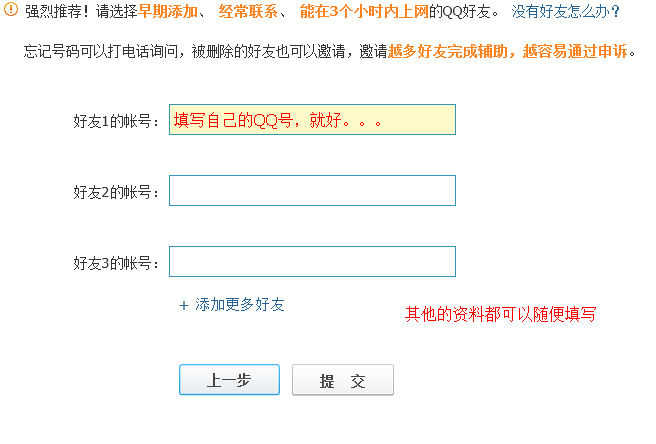 强烈推荐！请选择早期添加、 经常联系、 能在3个小时内上网的QQ好友。 没有好友怎么办？
忘记号码可以打电话询问，被删除的好友也可以邀请，邀请越多好友完成辅助，越容易通过申诉。
好友1的帐号： 填写自己的QQ号，就好。。。
好友2的帐号：
好友3的帐号：
+ 添加更多好友
其他的资料都可以随便填写
上一步 提 交